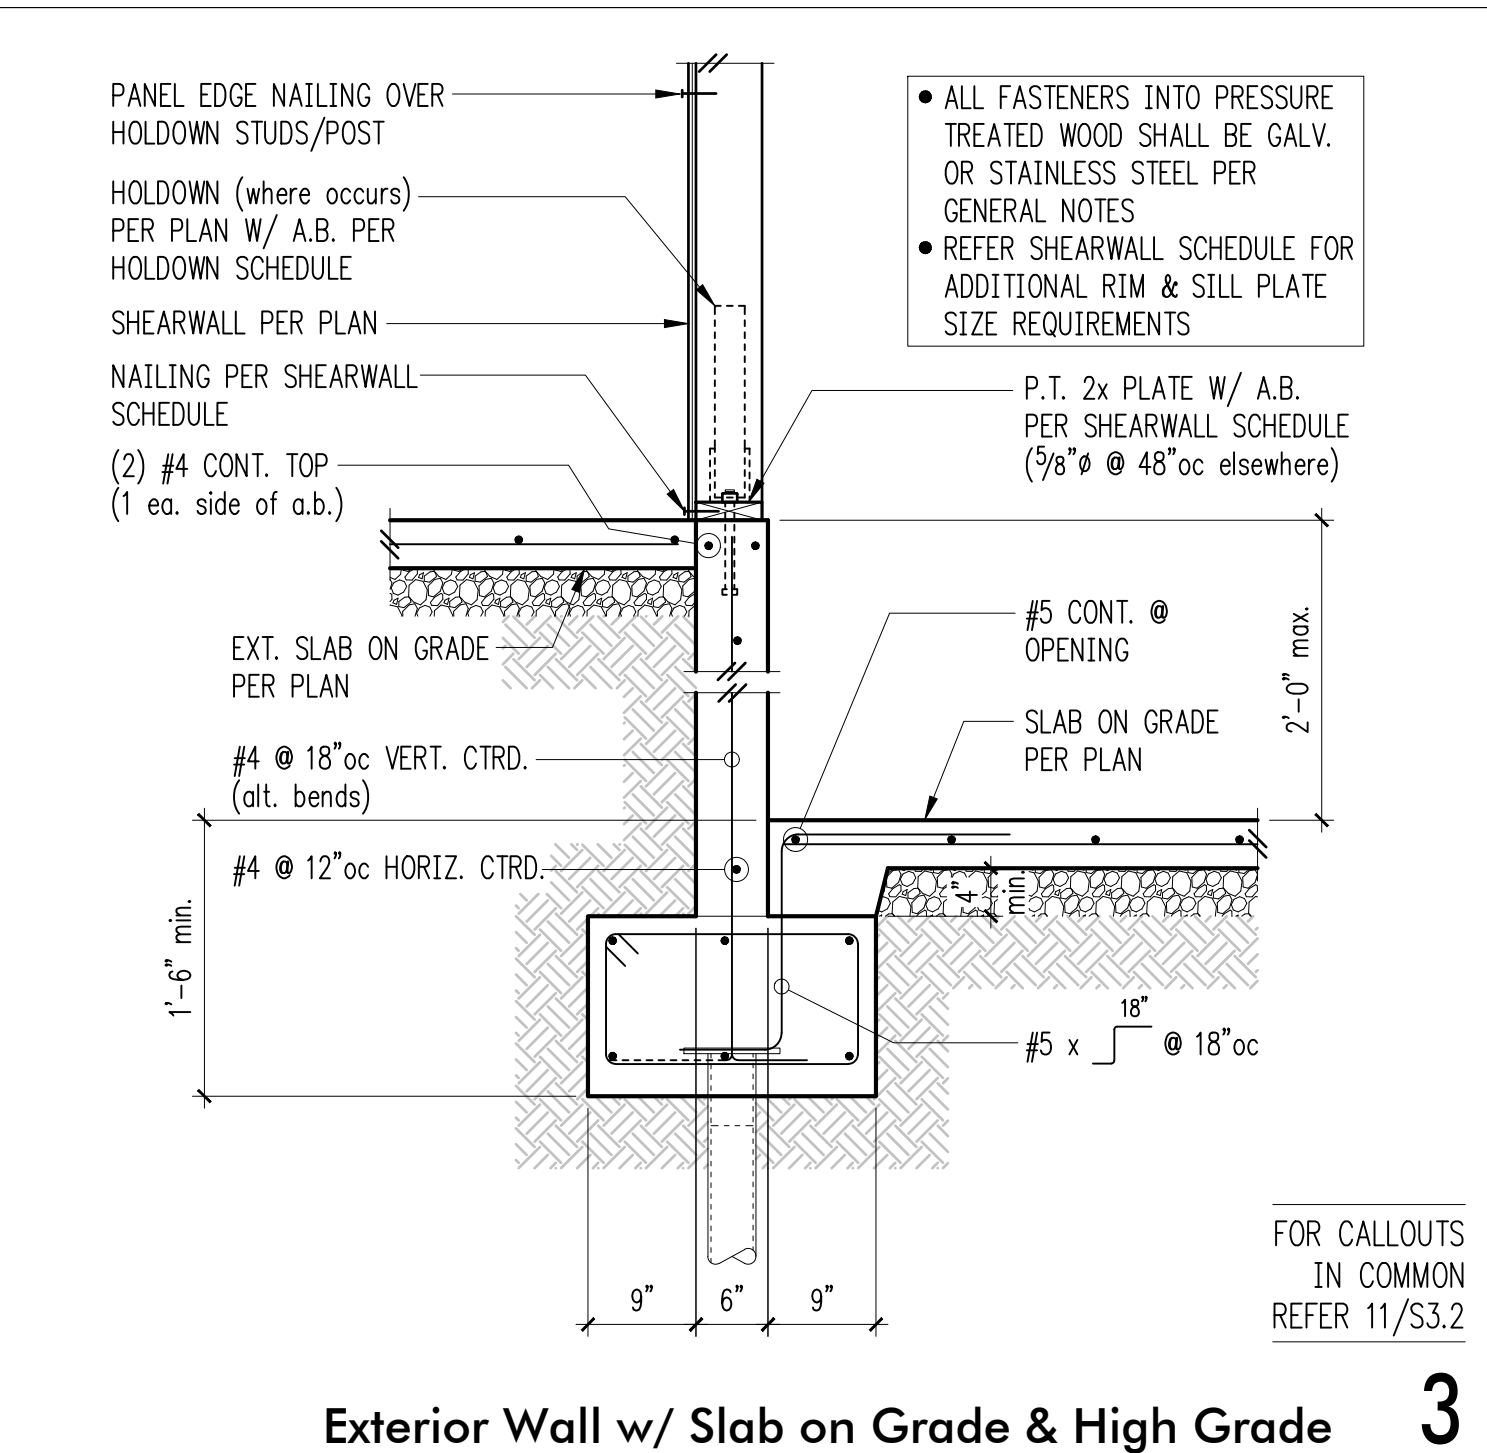 PANEL EDGE NAILING OVER
HOLDOWN STUDS/POST
HOLDOWN (where occurs)
PER PLAN W/ A.B. PER
HOLDOWN SCHEDULE
SHEARWALL PER PLAN
NAILING PER SHEARWALL
SCHEDULE
(2) #4 CONT. TOP
(1 ea. side of a.b.)
• ALL FASTENERS INTO PRESSURE
TREATED WOOD SHALL BE GALV.
OR STAINLESS STEEL PER
GENERAL NOTES
• REFER SHEARWALL SCHEDULE FOR
ADDITIONAL RIM & SILL PLATE
SIZE REQUIREMENTS
P.T. 2x PLATE W/ A.B.
PER SHEARWALL SCHEDULE
(5/8"ø @ 48"oc elsewhere)
EXT. SLAB ON GRADE
PER PLAN
#4 @ 18"oc VERT. CTRD.
(alt. bends)
#4 @ 12"oc HORIZ. CTRD.
1'-6" min.
#5 CONT. @
OPENING
2'-0" max.
SLAB ON GRADE
PER PLAN
4"
min.
18"
#5 x @ 18"oc
9" 6" 9"
FOR CALLOUTS
IN COMMON
REFER 11/S3.2
Exterior Wall w/ Slab on Grade & High Grade 3